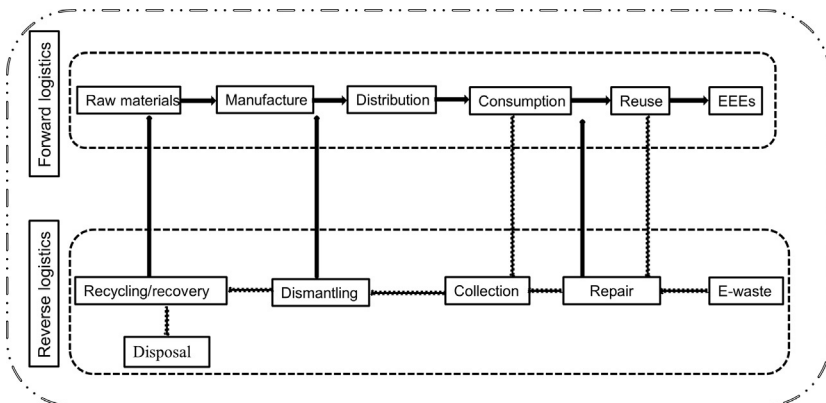 Forward logistics
Raw materials
Manufacture
Distribution
Consumption
Reuse
EEEs
Reverse logistics
Recycling/recovery
Dismantling
Collection
Repair
E-waste
Disposal